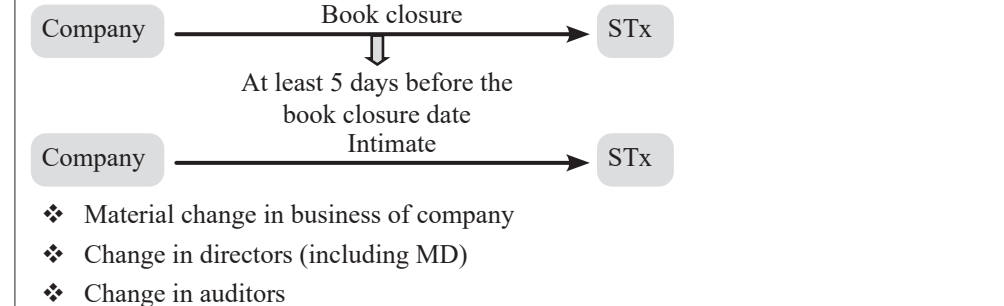 Company Book closure STx
At least 5 days before the
book closure date
Company Intimate STx
❖ Material change in business of company
❖ Change in directors (including MD)
❖ Change in auditors